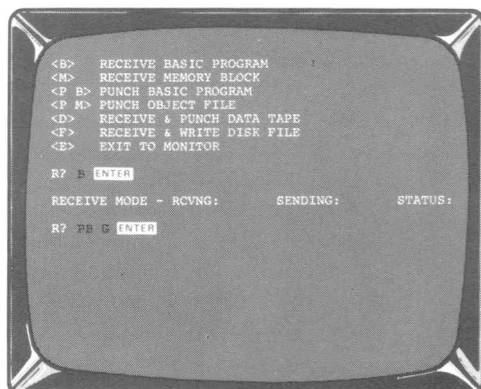 <B> RECEIVE BASIC PROGRAM
<M> RECEIVE MEMORY BLOCK
<P B> PUNCH BASIC PROGRAM
<P M> PUNCH OBJECT FILE
<D> RECEIVE & PUNCH DATA TAPE
<F> RECEIVE & WRITE DISK FILE
<E> EXIT TO MONITOR
R? B ENTER
RECEIVE MODE - RCVNG: SENDING: STATUS:
R? PB G ENTER